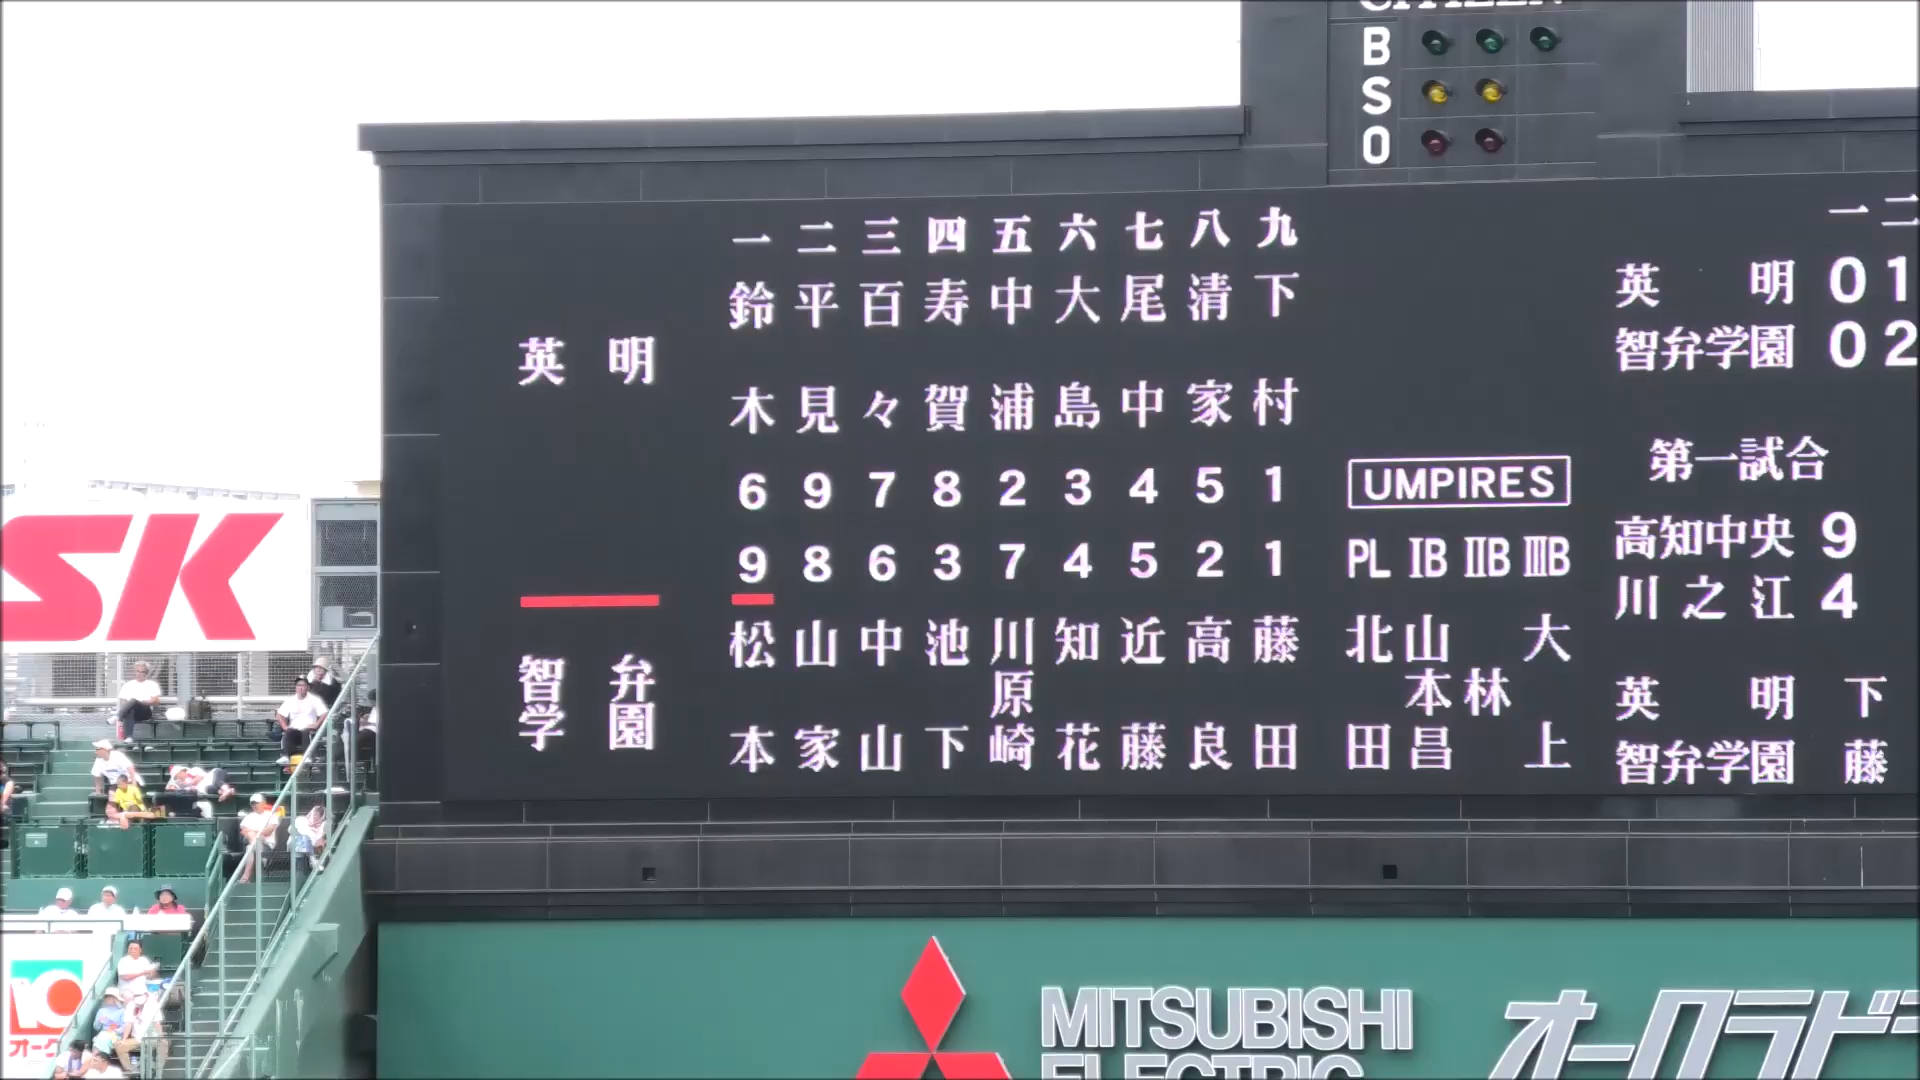 CITIZEN
B
S
O
一 二 三 四 五 六 七 八 九
英 明
鈴木 平見 百々 寿賀 中浦 大島 尾中 清家 下村
6 9 7 8 2 3 4 5 1
9 8 6 3 7 4 5 2 1
智弁学園
松本 山家 中山 池下 川原崎 知花 近藤 高良 藤田
UMPIRES
PL ⅠB ⅡB ⅢB
北田 山本昌 林 大上
一 二
英 明 0 1
智弁学園 0 2
第一試合
高知中央 9
川之江 4
英 明 下
智弁学園 藤
SK
オーク
MITSUBISHI
ELECTRIC
オーロラビ